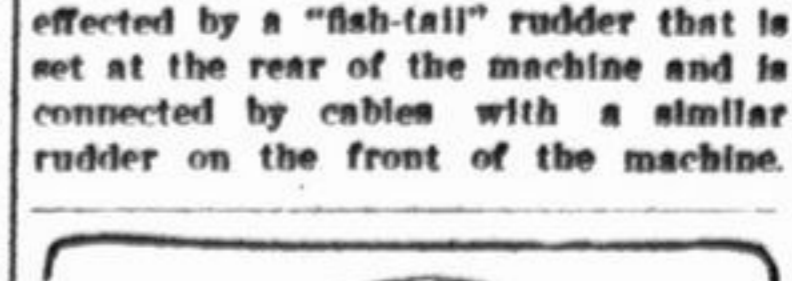 effected by a "fish-tail" rudder that is
set at the rear of the machine and is
connected by cables with a similar
rudder on the front of the machine.